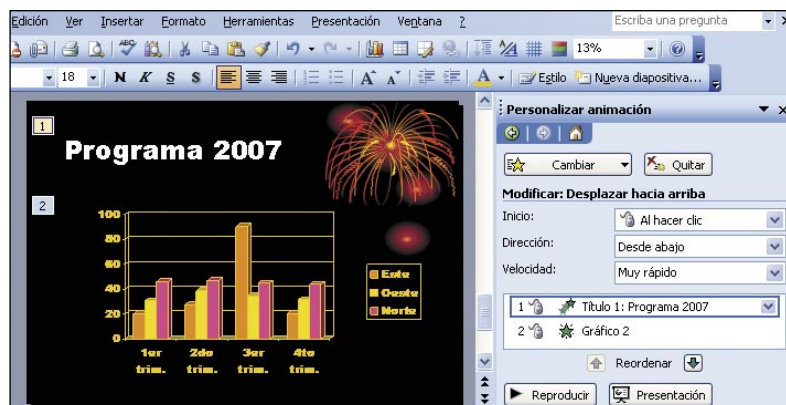 Edición Ver Insertar Formato Herramientas Presentación Ventana ? Escriba una pregunta
13%
18 N K S S A A A Estilo Nueva diapositiva...
1
Programa 2007
2
100
80
60
40
20
0
1er trim. 2do trim. 3er trim. 4to trim.
Este
Oeste
Norte
Personalizar animación
Cambiar Quitar
Modificar: Desplazar hacia arriba
Inicio: Al hacer clic
Dirección: Desde abajo
Velocidad: Muy rápido
1 Título 1: Programa 2007
2 Gráfico 2
Reordenar
Reproducir Presentación